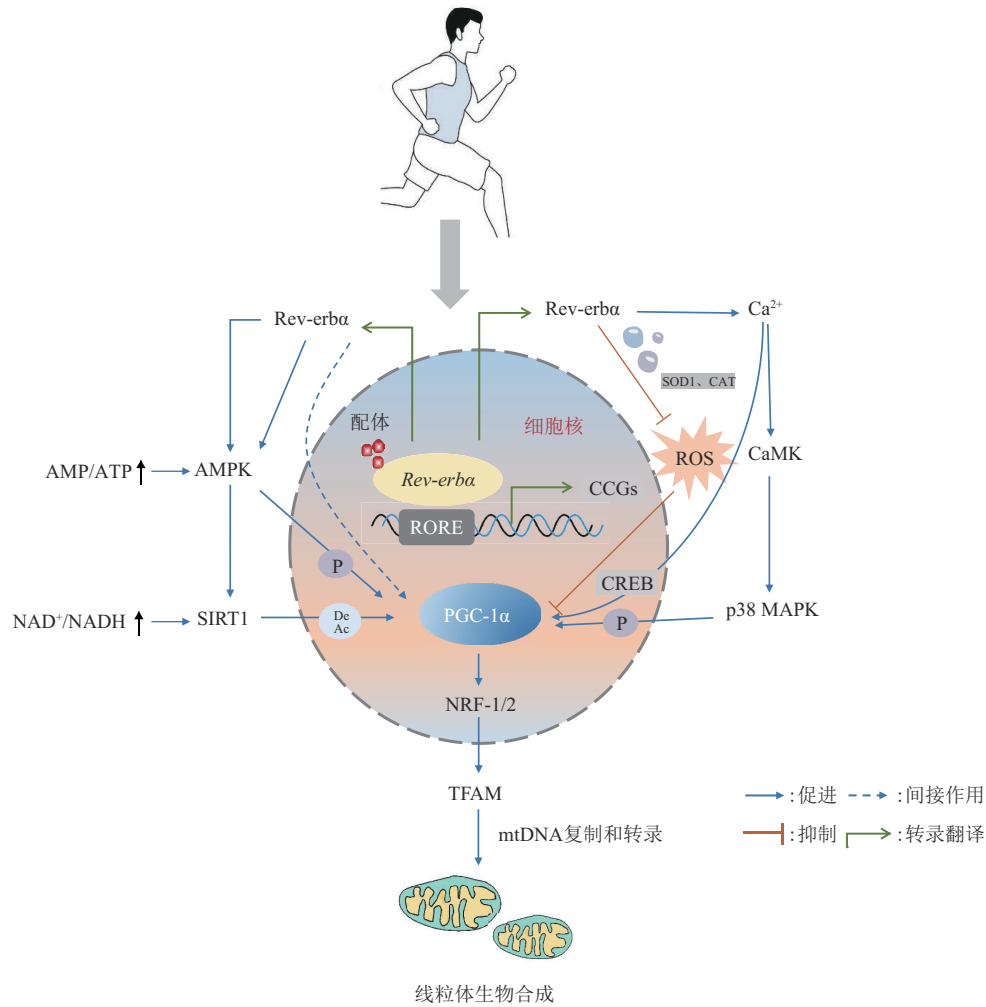 Rev-erbα
Rev-erbα
Ca²⁺
SOD1、CAT
配体
细胞核
ROS
CaMK
AMP/ATP
AMPK
Rev-erbα
CCGs
RORE
P
CREB
PGC-1α
p38 MAPK
P
NAD⁺/NADH
SIRT1
De
Ac
NRF-1/2
TFAM
:促进
:间接作用
mtDNA复制和转录
:抑制
:转录翻译
线粒体生物合成